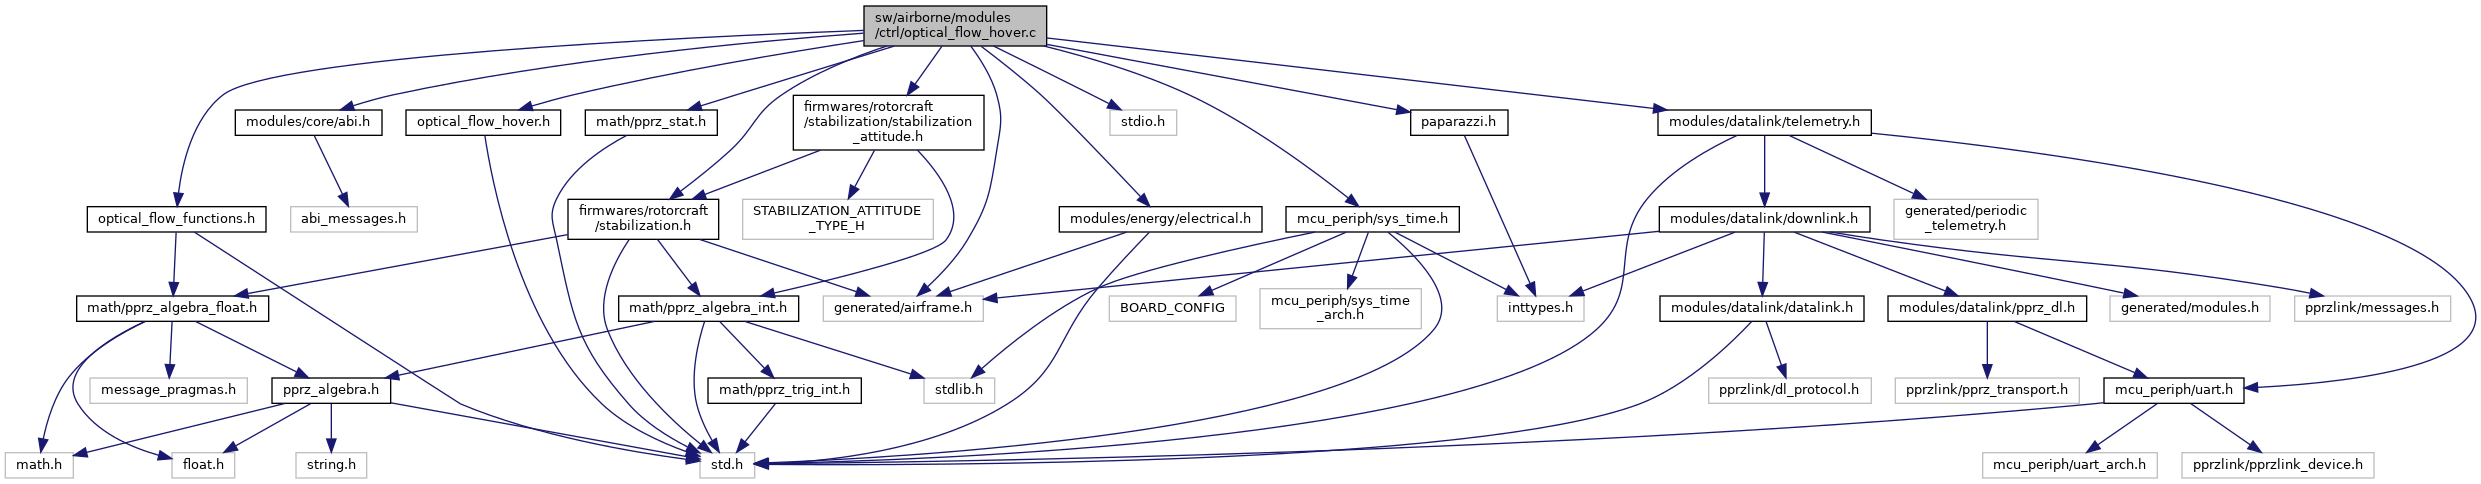 sw/airborne/modules
/ctrl/optical_flow_hover.c
modules/core/abi.h
optical_flow_hover.h
math/pprz_stat.h
firmwares/rotorcraft
/stabilization/stabilization
_attitude.h
stdio.h
paparazzi.h
modules/datalink/telemetry.h
optical_flow_functions.h
abi_messages.h
firmwares/rotorcraft
/stabilization.h
STABILIZATION_ATTITUDE
_TYPE_H
modules/energy/electrical.h
mcu_periph/sys_time.h
modules/datalink/downlink.h
generated/periodic
_telemetry.h
math/pprz_algebra_float.h
math/pprz_algebra_int.h
generated/airframe.h
BOARD_CONFIG
mcu_periph/sys_time
_arch.h
inttypes.h
modules/datalink/datalink.h
modules/datalink/pprz_dl.h
generated/modules.h
pprzlink/messages.h
message_pragmas.h
pprz_algebra.h
math/pprz_trig_int.h
stdlib.h
pprzlink/dl_protocol.h
pprzlink/pprz_transport.h
mcu_periph/uart.h
math.h
float.h
string.h
std.h
mcu_periph/uart_arch.h
pprzlink/pprzlink_device.h